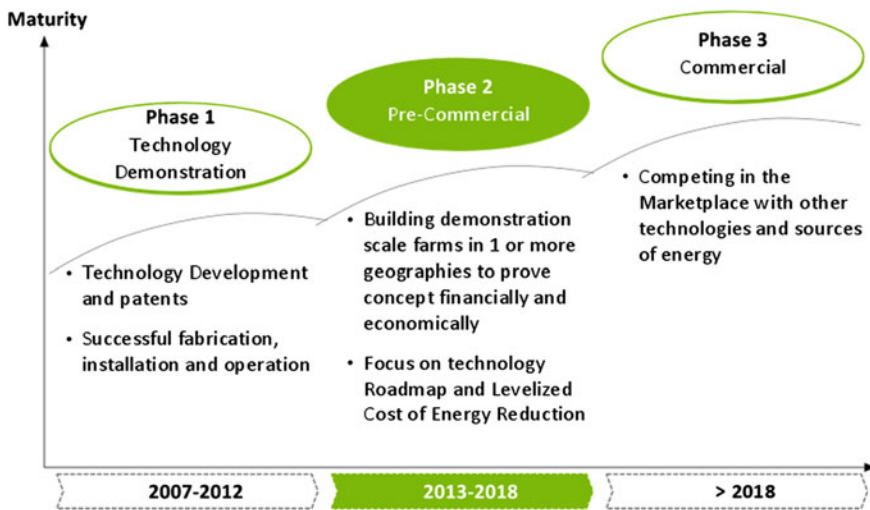 Maturity
Phase 1
Technology
Demonstration
Phase 2
Pre-Commercial
Phase 3
Commercial
• Technology Development
and patents
• Successful fabrication,
installation and operation
• Building demonstration
scale farms in 1 or more
geographies to prove
concept financially and
economically
• Focus on technology
Roadmap and Levelized
Cost of Energy Reduction
• Competing in the
Marketplace with other
technologies and sources
of energy
2007-2012
2013-2018
> 2018